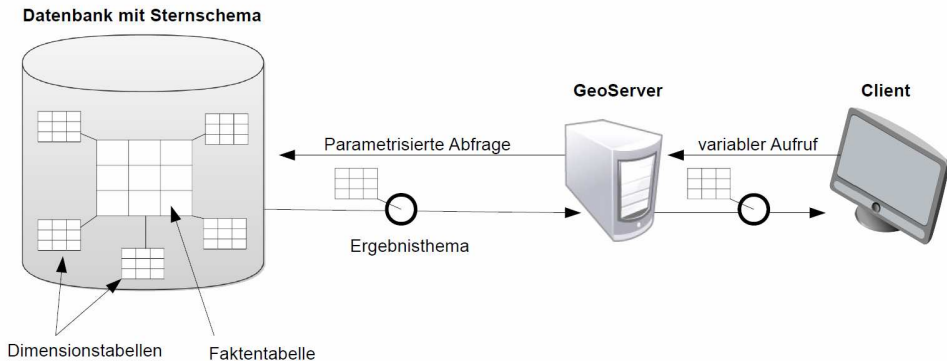 Datenbank mit Sternschema
GeoServer
Client
Parametrisierte Abfrage
variabler Aufruf
Ergebnisthema
Dimensionstabellen
Faktentabelle